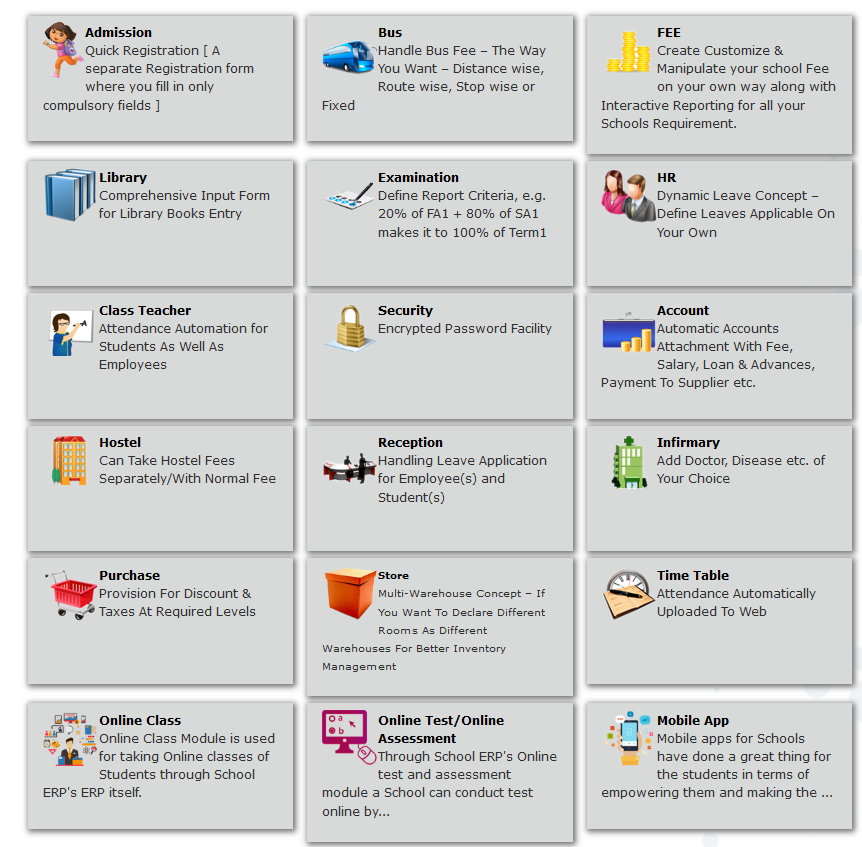 Admission
Quick Registration [ A
separate Registration form
where you fill in only
compulsory fields ]
Bus
Handle Bus Fee – The Way
You Want – Distance wise,
Route wise, Stop wise or
Fixed
FEE
Create Customize &
Manipulate your school Fee
on your own way along with
Interactive Reporting for all your
Schools Requirement.
Library
Comprehensive Input Form
for Library Books Entry
Examination
Define Report Criteria, e.g.
20% of FA1 + 80% of SA1
makes it to 100% of Term1
HR
Dynamic Leave Concept –
Define Leaves Applicable On
Your Own
Class Teacher
Attendance Automation for
Students As Well As
Employees
Security
Encrypted Password Facility
Account
Automatic Accounts
Attachment With Fee,
Salary, Loan & Advances,
Payment To Supplier etc.
Hostel
Can Take Hostel Fees
Separately/With Normal Fee
Reception
Handling Leave Application
for Employee(s) and
Student(s)
Infirmary
Add Doctor, Disease etc. of
Your Choice
Purchase
Provision For Discount &
Taxes At Required Levels
Store
Multi-Warehouse Concept – If
You Want To Declare Different
Rooms As Different
Warehouses For Better Inventory
Management
Time Table
Attendance Automatically
Uploaded To Web
Online Class
Online Class Module is used
for taking Online classes of
Students through School
ERP's ERP itself.
a
b
Online Test/Online
Assessment
Through School ERP's Online
test and assessment
module a School can conduct test
online by...
Mobile App
Mobile apps for Schools
have done a great thing for
the students in terms of
empowering them and making the ...